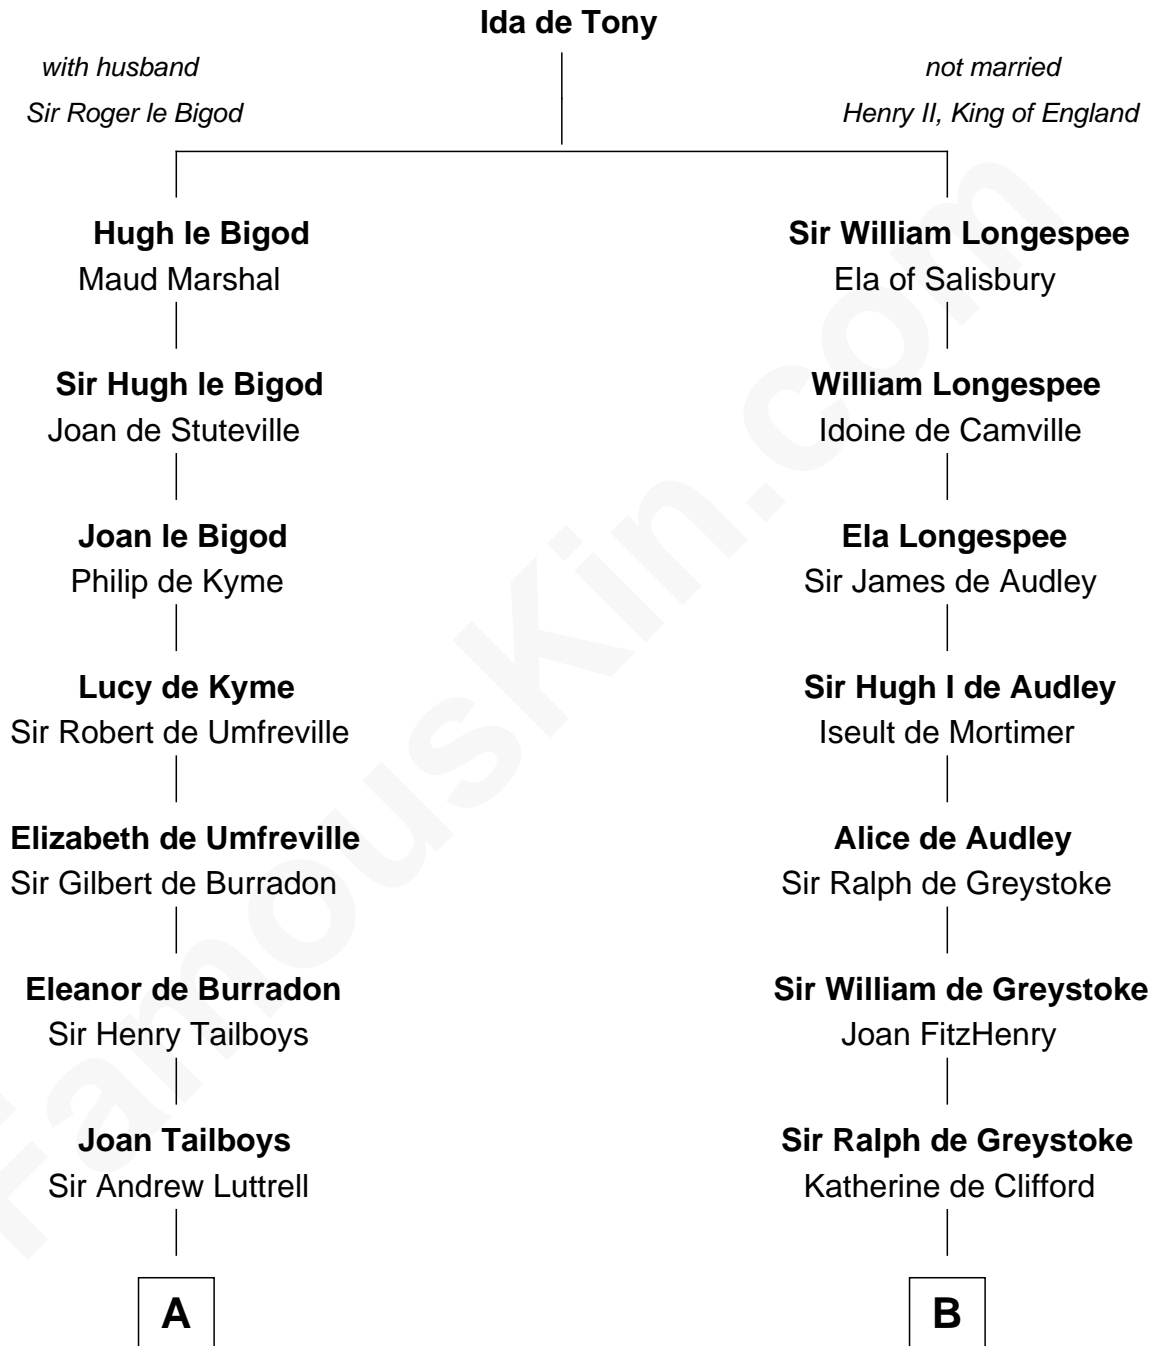 Ida de Tony
with husband
Sir Roger le Bigod
not married
Henry II, King of England
Hugh le Bigod
Maud Marshal
Sir William Longespee
Ela of Salisbury
Sir Hugh le Bigod
Joan de Stuteville
William Longespee
Idoine de Camville
Joan le Bigod
Philip de Kyme
Ela Longespee
Sir James de Audley
Lucy de Kyme
Sir Robert de Umfreville
Sir Hugh I de Audley
Iseult de Mortimer
Elizabeth de Umfreville
Sir Gilbert de Burradon
Alice de Audley
Sir Ralph de Greystoke
Eleanor de Burradon
Sir Henry Tailboys
Sir William de Greystoke
Joan FitzHenry
Joan Tailboys
Sir Andrew Luttrell
Sir Ralph de Greystoke
Katherine de Clifford
A
B
FamousKin.com